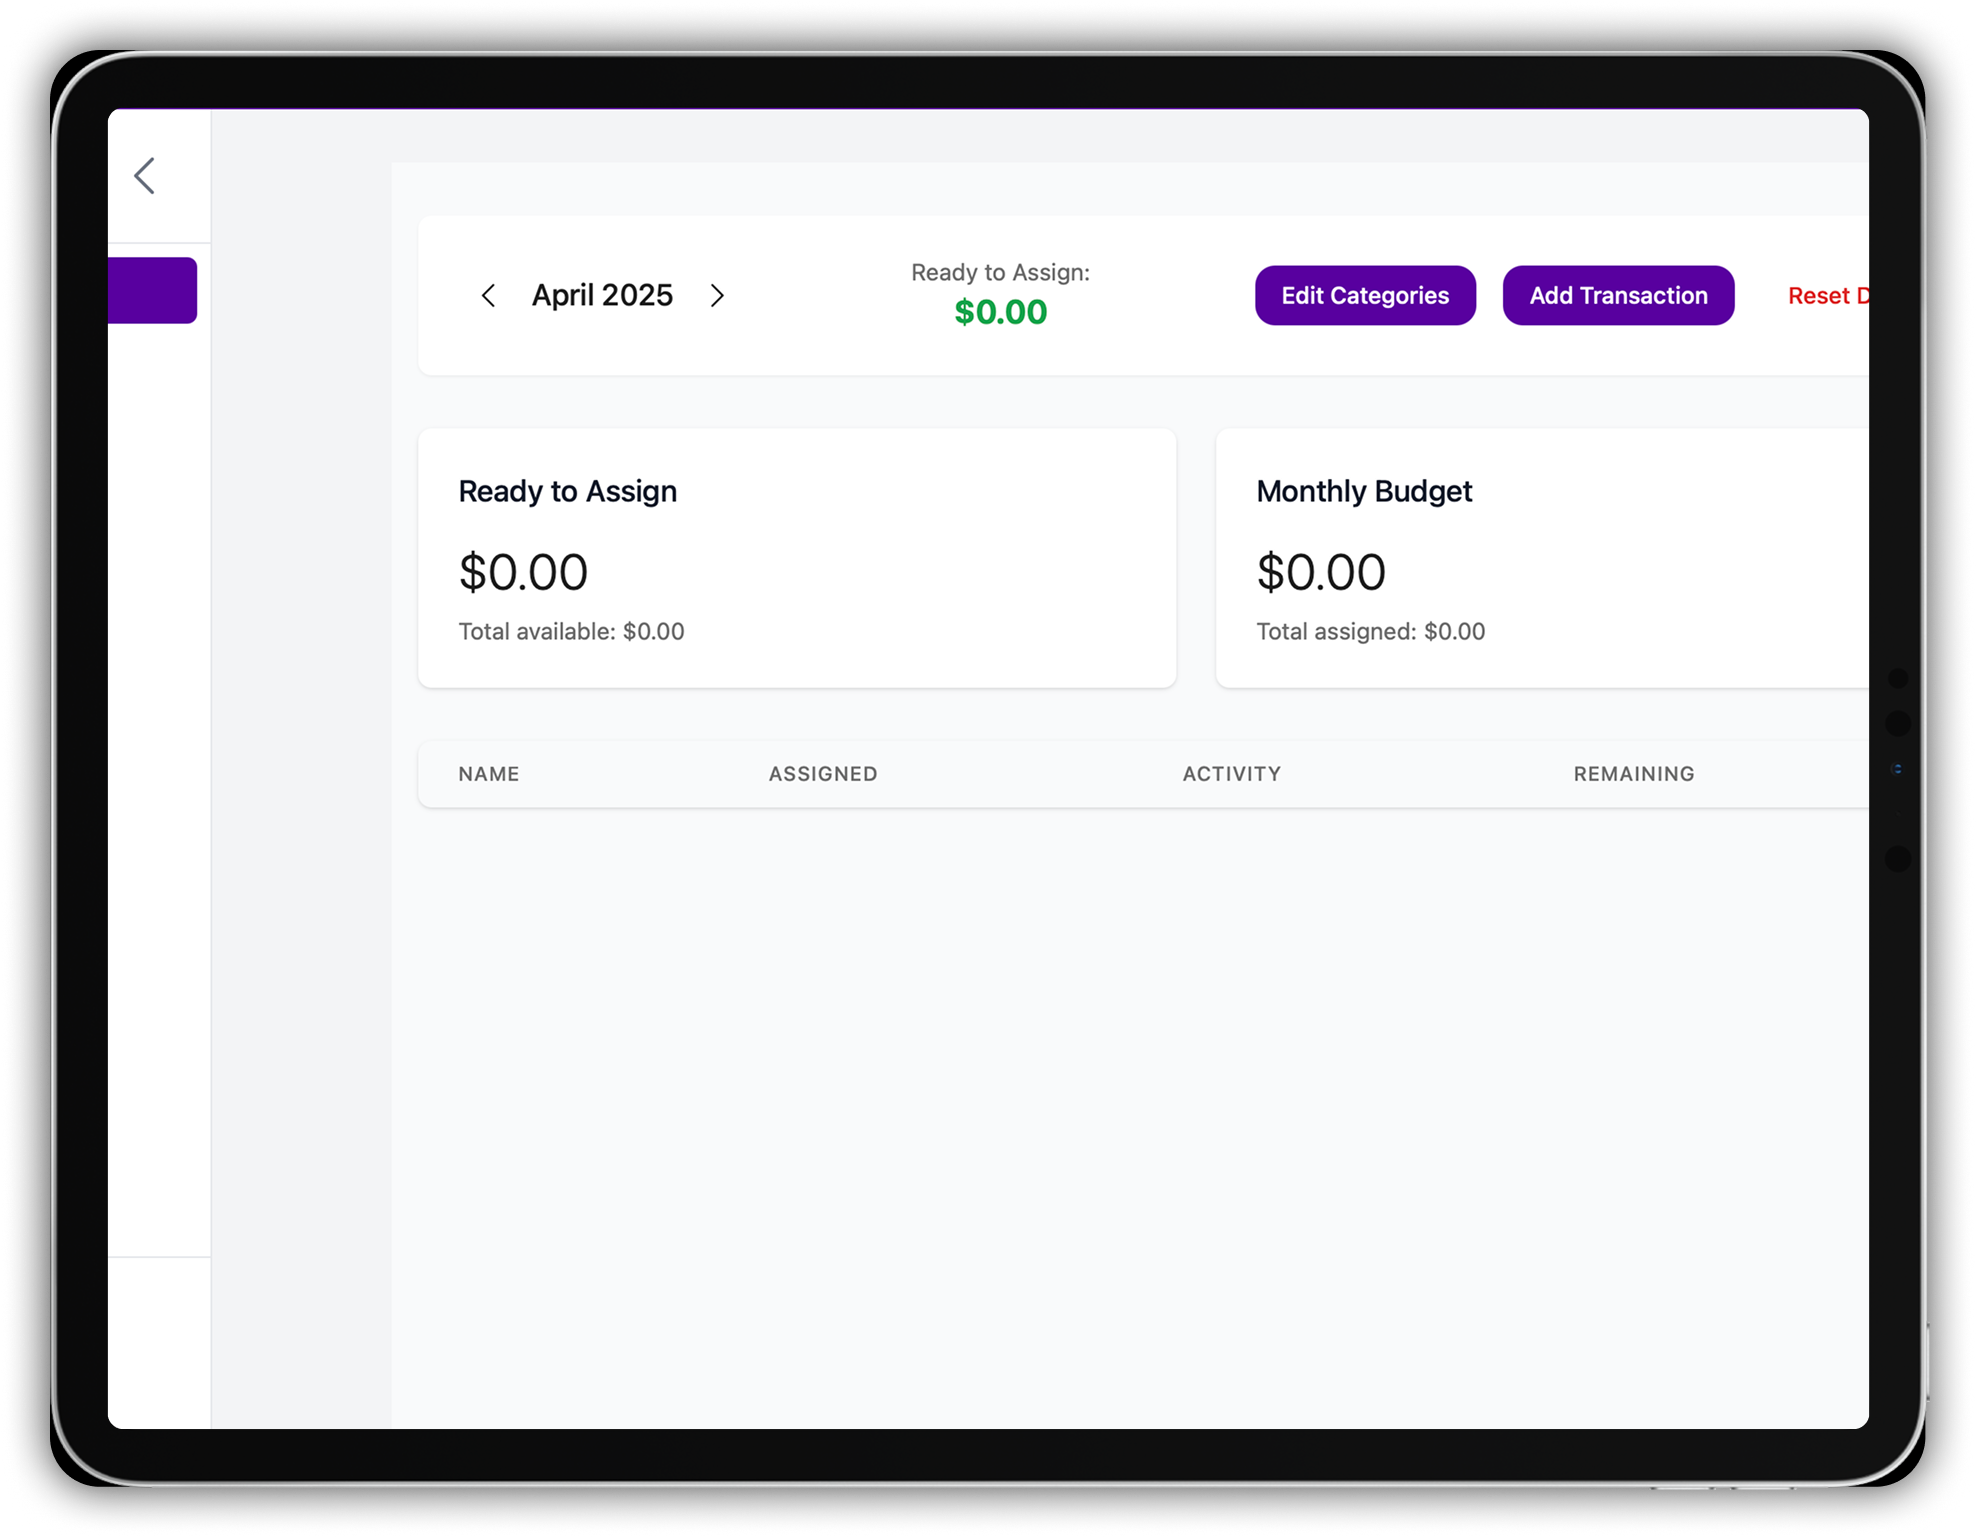 April 2025
Ready to Assign:
$0.00
Edit Categories
Add Transaction
Reset D
Ready to Assign
$0.00
Total available: $0.00
Monthly Budget
$0.00
Total assigned: $0.00
NAME ASSIGNED ACTIVITY REMAINING